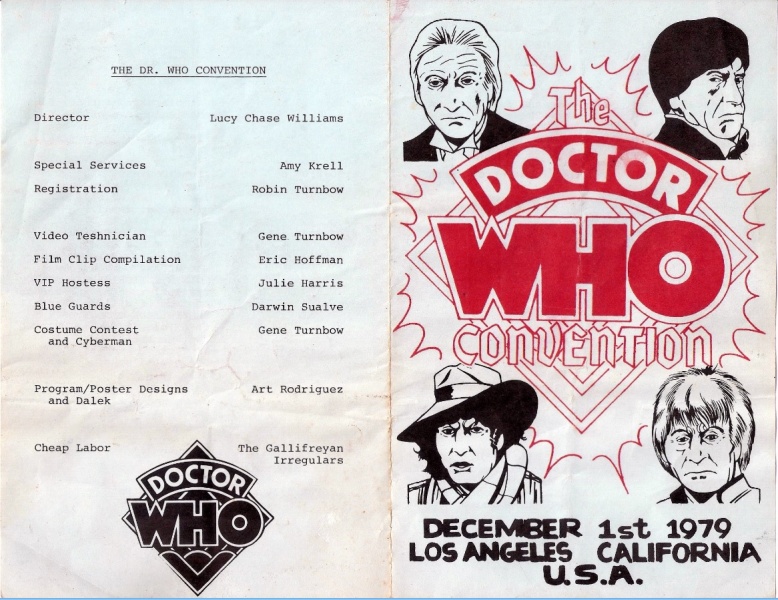 THE DR. WHO CONVENTION
Director Lucy Chase Williams
Special Services Amy Krell
Registration Robin Turnbow
Video Teshnician Gene Turnbow
Film Clip Compilation Eric Hoffman
VIP Hostess Julie Harris
Blue Guards Darwin Sualve
Costume Contest Gene Turnbow
and Cyberman
Program/Poster Designs Art Rodriguez
and Dalek
Cheap Labor The Gallifreyan
Irregulars
DOCTOR
WHO
The
DOCTOR
WHO
CONVENTION
DECEMBER 1st 1979
LOS ANGELES CALIFORNIA
U.S.A.